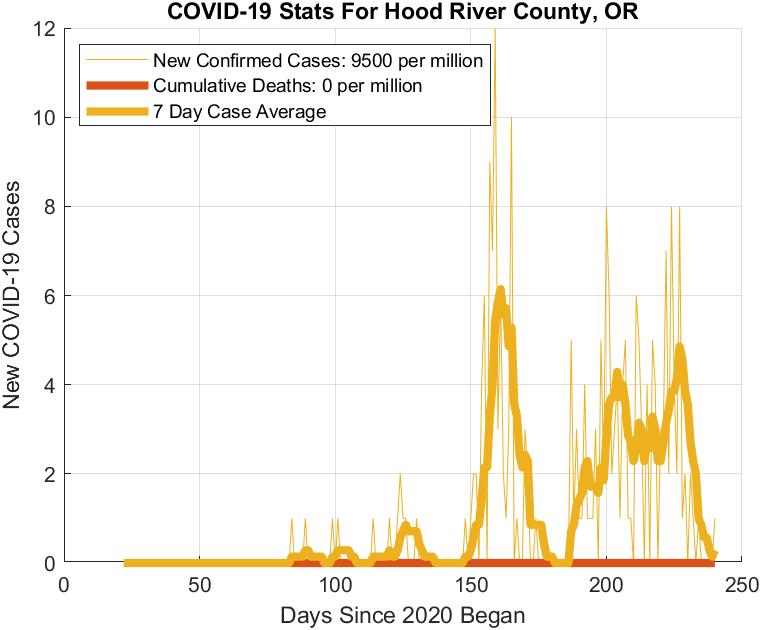 COVID-19 Stats For Hood River County, OR
12
New Confirmed Cases: 9500 per million
Cumulative Deaths: 0 per million
7 Day Case Average
10
8
6
4
2
0
New COVID-19 Cases
0 50 100 150 200 250
Days Since 2020 Began